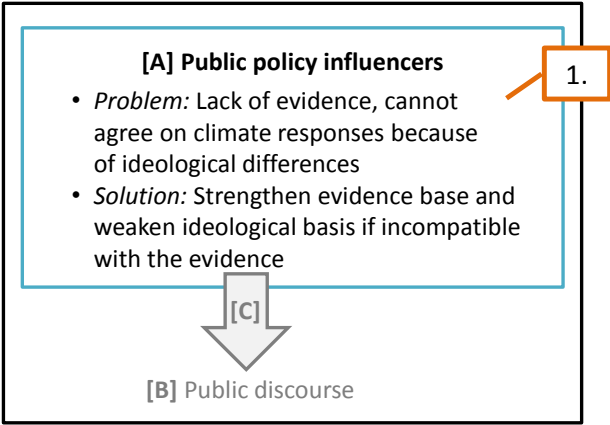 [A] Public policy influencers
1.
• Problem: Lack of evidence, cannot
agree on climate responses because
of ideological differences
• Solution: Strengthen evidence base and
weaken ideological basis if incompatible
with the evidence
[C]
[B] Public discourse